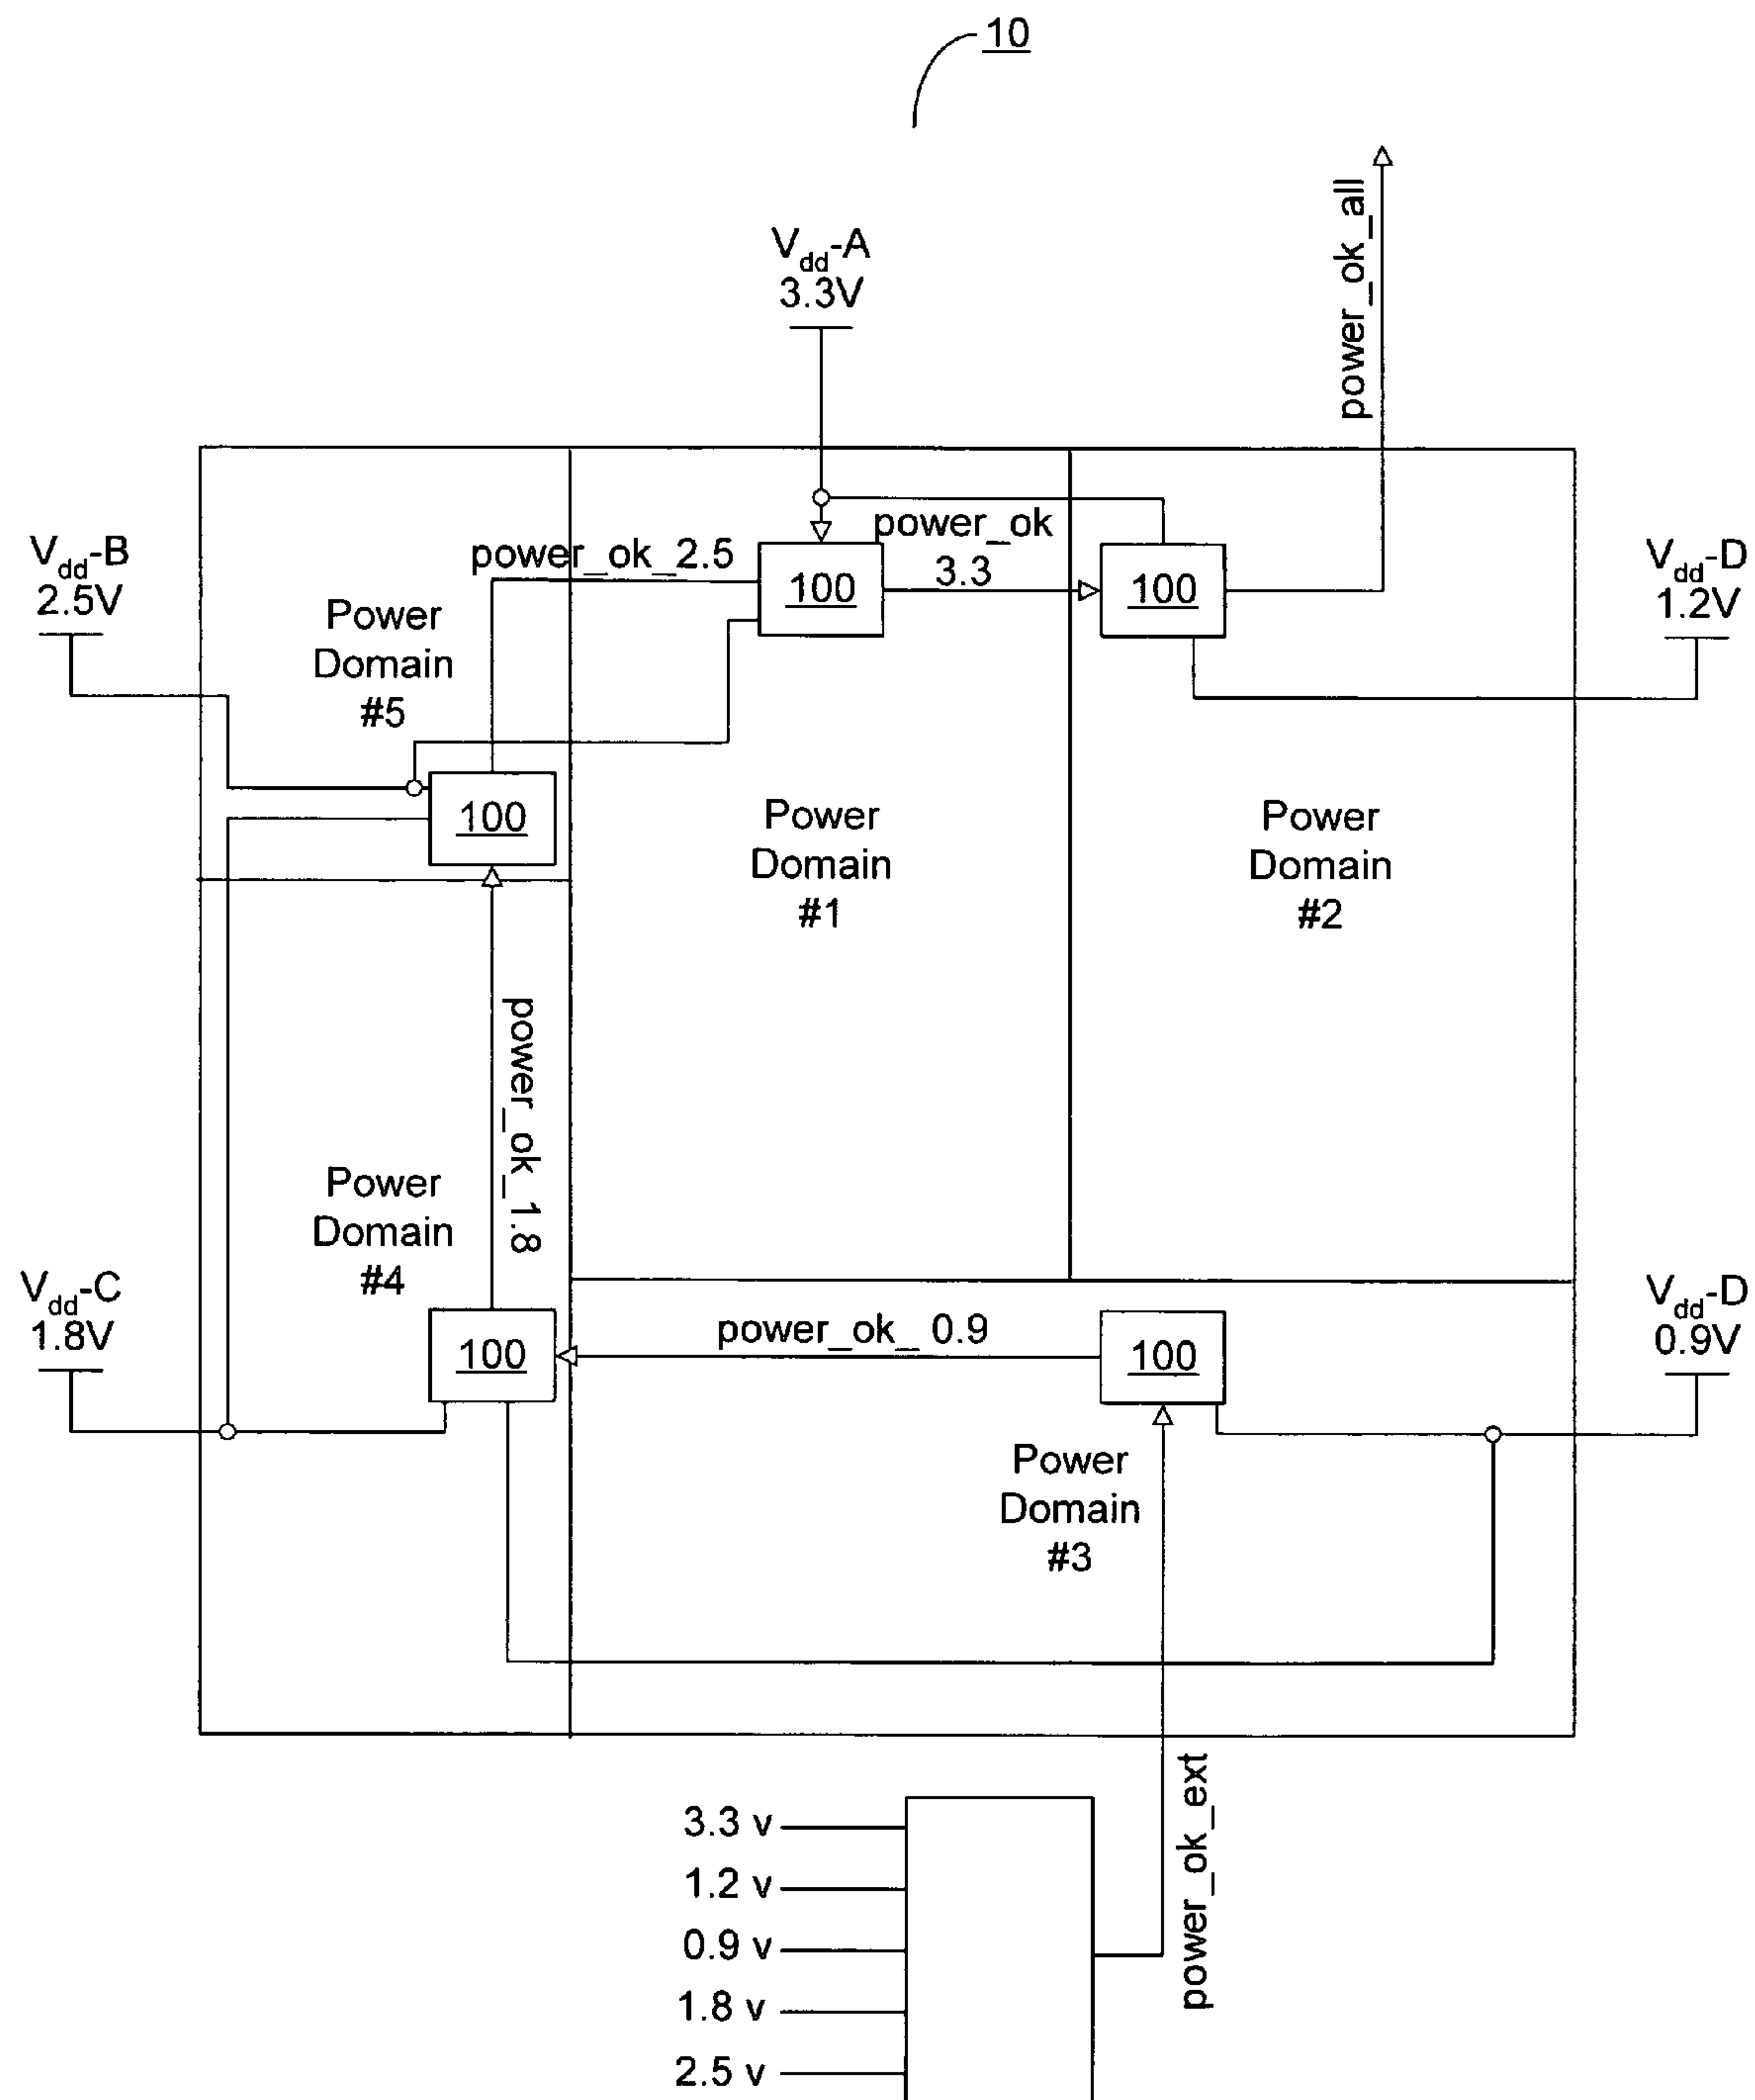 10
power_ok_all
Vdd-A
3.3V
Vdd-B
2.5V
power_ok_2.5
power_ok
3.3
100
100
Vdd-D
1.2V
Power
Domain
#5
100
Power
Domain
#1
Power
Domain
#2
power_ok_1.8
Power
Domain
#4
Vdd-C
1.8V
100
power_ok_ 0.9
100
Vdd-D
0.9V
Power
Domain
#3
power_ok_ext
3.3 v
1.2 v
0.9 v
1.8 v
2.5 v